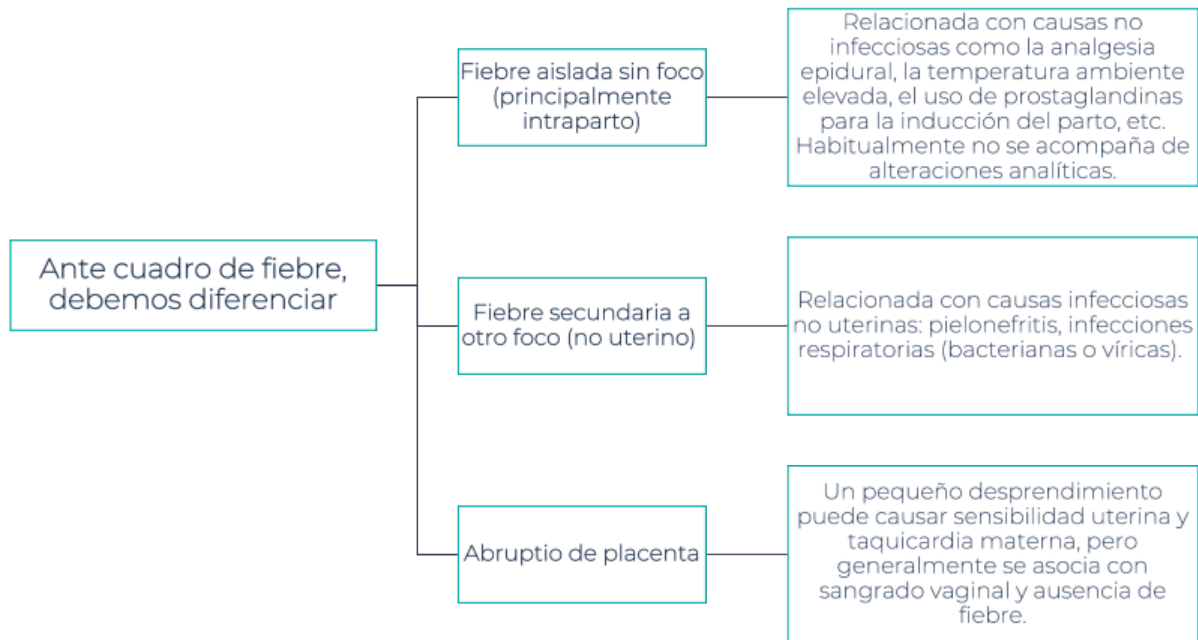 Ante cuadro de fiebre,
debemos diferenciar
Fiebre aislada sin foco
(principalmente
intraparto)
Relacionada con causas no
infecciosas como la analgesia
epidural, la temperatura ambiente
elevada, el uso de prostaglandinas
para la inducción del parto, etc.
Habitualmente no se acompaña de
alteraciones analíticas.
Fiebre secundaria a
otro foco (no uterino)
Relacionada con causas infecciosas
no uterinas: pielonefritis, infecciones
respiratorias (bacterianas o víricas).
Abruptio de placenta
Un pequeño desprendimiento
puede causar sensibilidad uterina y
taquicardia materna, pero
generalmente se asocia con
sangrado vaginal y ausencia de
fiebre.